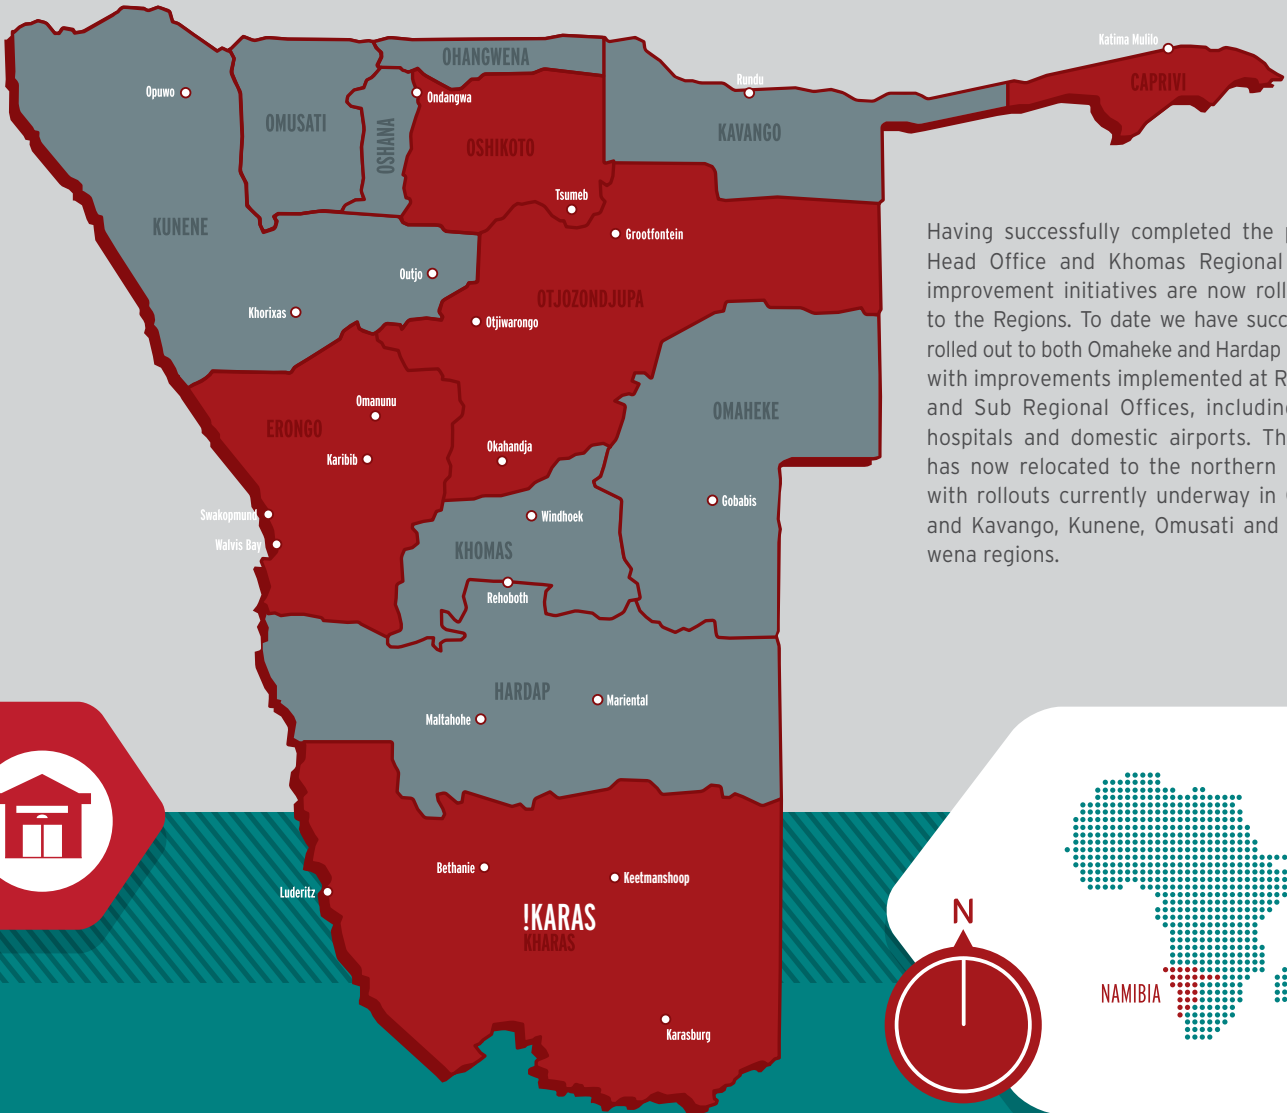 Katima Mulilo
CAPRIVI
OHANGWENA
Rundu
Opuwo
Ondangwa
OMUSATI
OSHANA
OSHIKOTO
KAVANGO
Tsumeb
KUNENE
Grootfontein
Outjo
OTJOZONDJUPA
Khorixas
Otjiwarongo
Omanunu
OMAHEKE
ERONGO
Okahandja
Karibib
Gobabis
Swakopmund
Windhoek
Walvis Bay
KHOMAS
Rehoboth
HARDAP
Mariental
Maltahohe
Bethanie
Keetmanshoop
Luderitz
!KARAS
KHARAS
Karasburg
Having successfully completed the
Head Office and Khomas Regional
improvement initiatives are now roll
to the Regions. To date we have succ
rolled out to both Omaheke and Hardap
with improvements implemented at R
and Sub Regional Offices, including
hospitals and domestic airports. Th
has now relocated to the northern
with rollouts currently underway in
and Kavango, Kunene, Omusati and
wena regions.
N
NAMIBIA